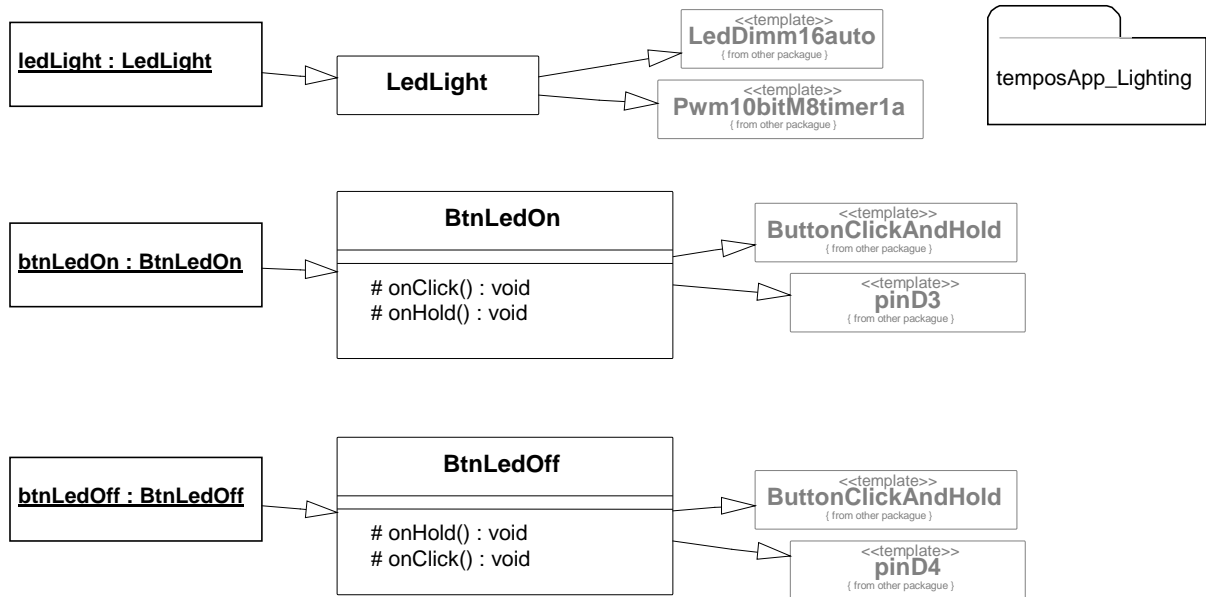 ledLight : LedLight
LedLight
<<template>>
LedDimm16auto
{ from other packague }
<<template>>
Pwm10bitM8timer1a
{ from other packague }
temposApp_Lighting
btnLedOn : BtnLedOn
BtnLedOn
# onClick() : void
# onHold() : void
<<template>>
ButtonClickAndHold
{ from other packague }
<<template>>
pinD3
{ from other packague }
btnLedOff : BtnLedOff
BtnLedOff
# onHold() : void
# onClick() : void
<<template>>
ButtonClickAndHold
{ from other packague }
<<template>>
pinD4
{ from other packague }